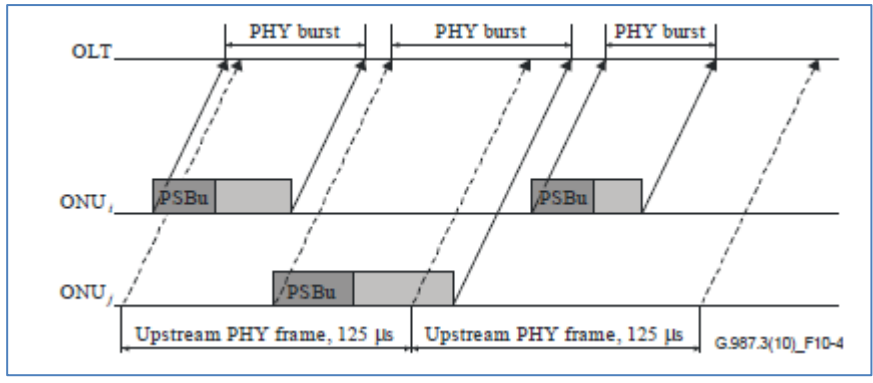 PHY burst PHY burst PHY burst
OLT
ONUi PSBu PSBu
ONUj PSBu
Upstream PHY frame, 125 µs Upstream PHY frame, 125 µs
G.987.3(10)_F10-4